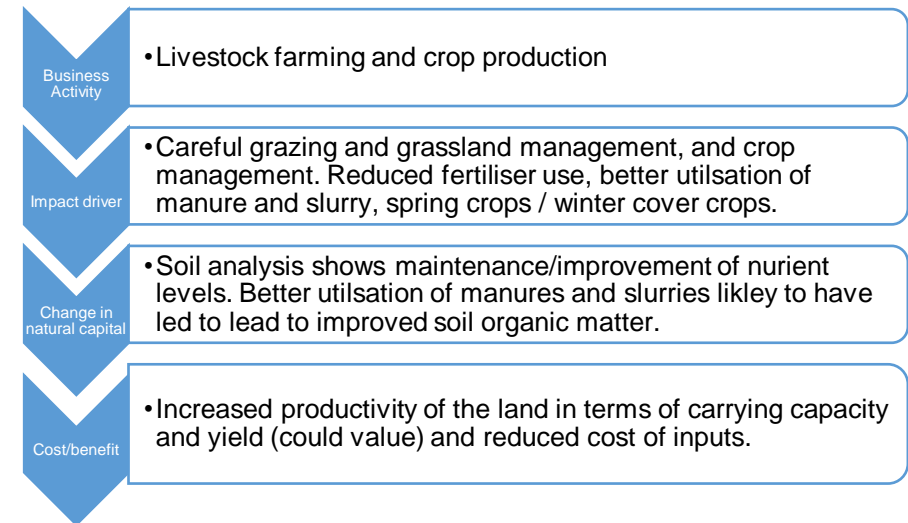 Business
Activity
•Livestock farming and crop production
Impact driver
•Careful grazing and grassland management, and crop
management. Reduced fertiliser use, better utilsation of
manure and slurry, spring crops / winter cover crops.
Change in
natural capital
•Soil analysis shows maintenance/improvement of nurient
levels. Better utilsation of manures and slurries likley to have
led to lead to improved soil organic matter.
Cost/benefit
•Increased productivity of the land in terms of carrying capacity
and yield (could value) and reduced cost of inputs.